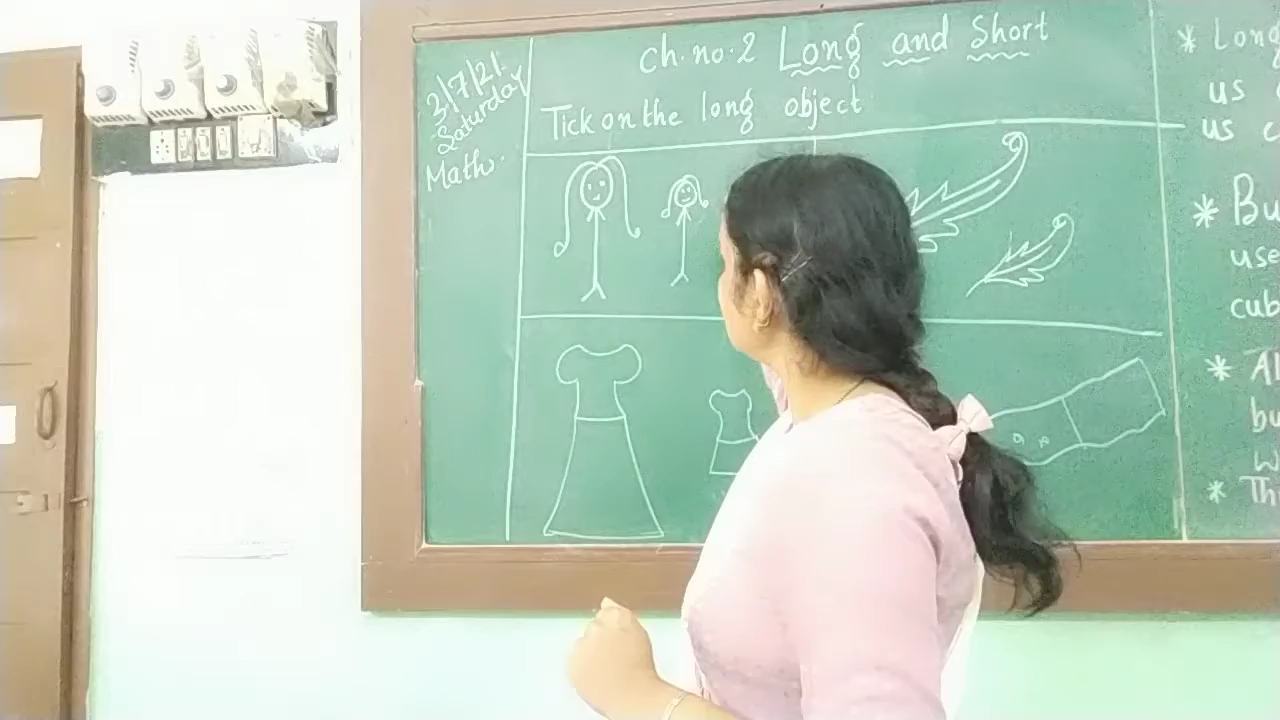 3/7/21.
Saturday
Math.
ch. no. 2 Long and Short
Tick on the long object
* Long
us
us
* Bu
use
cub
* Al
bu
w
* Th